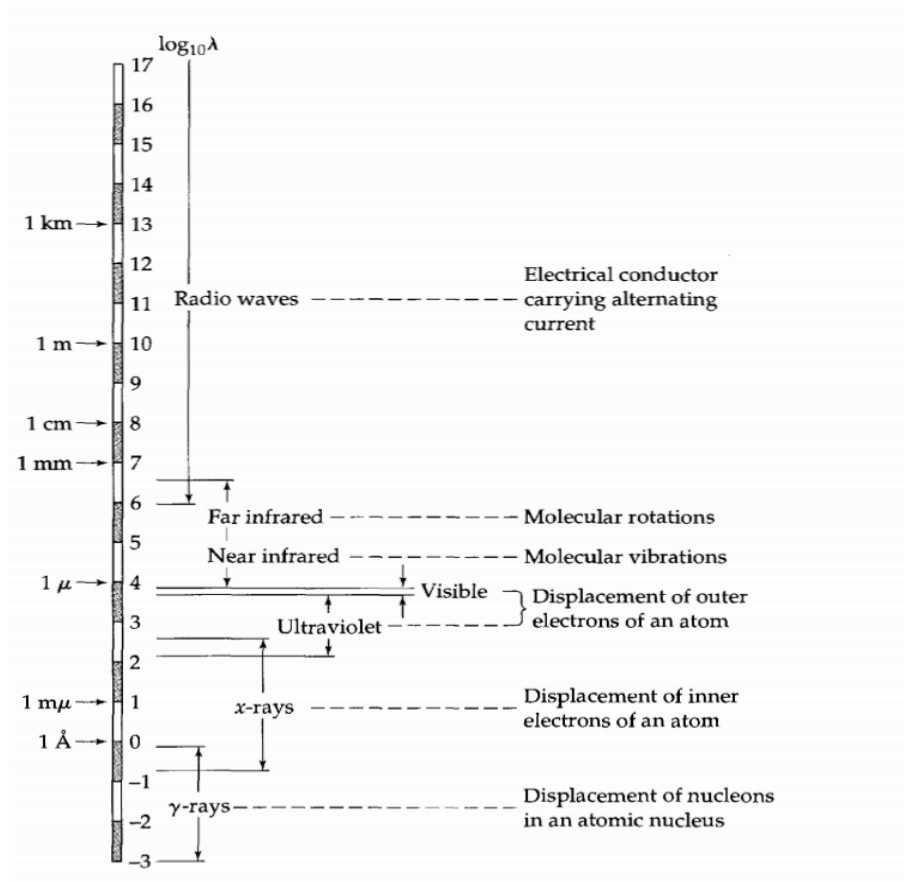 log₁₀λ
17
16
15
14
1 km 13
12
Electrical conductor
11 Radio waves carrying alternating
current
1 m 10
9
1 cm 8
1 mm 7
6
Far infrared Molecular rotations
5
Near infrared Molecular vibrations
1 μ 4
Visible Displacement of outer
3 Ultraviolet electrons of an atom
2
1 mμ 1 Displacement of inner
x-rays electrons of an atom
1 Å 0
–1
γ-rays Displacement of nucleons
–2 in an atomic nucleus
–3